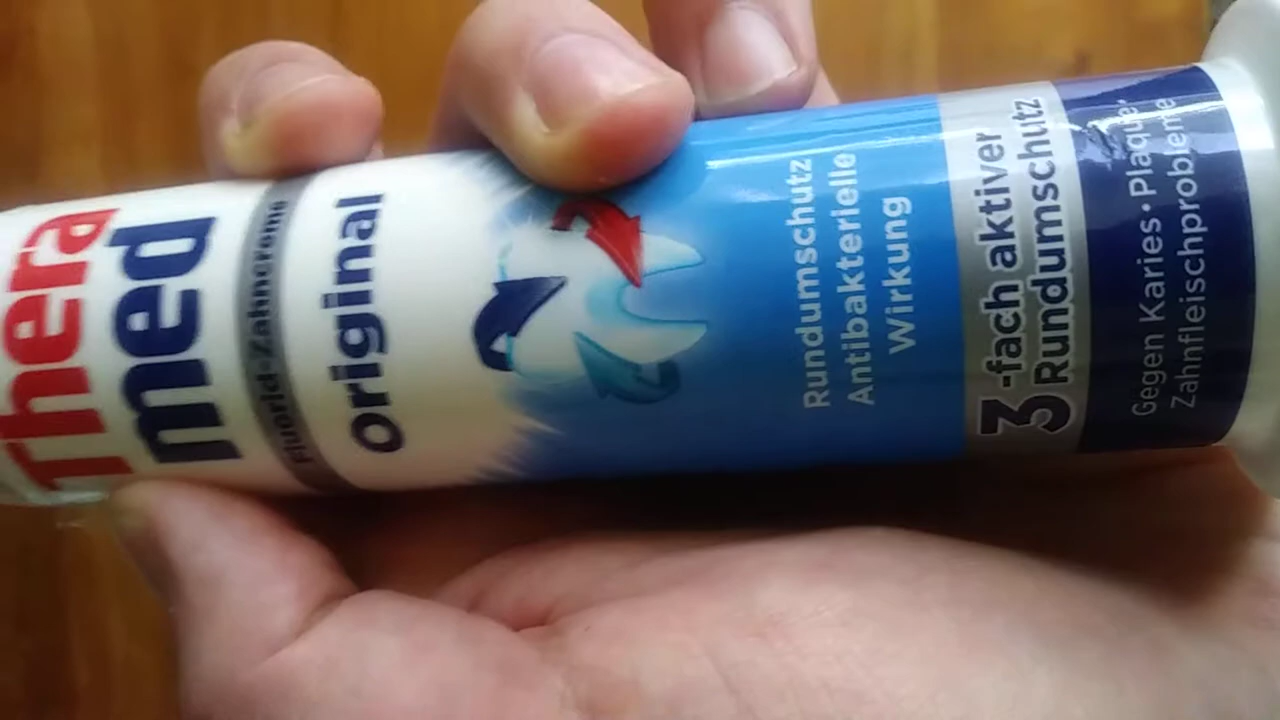 Thera
med
Fluorid-Zahncreme
original
Rundumschutz
Antibakterielle
Wirkung
3-fach aktiver
Rundumschutz
Gegen Karies • Plaque*
Zahnfleischprobleme